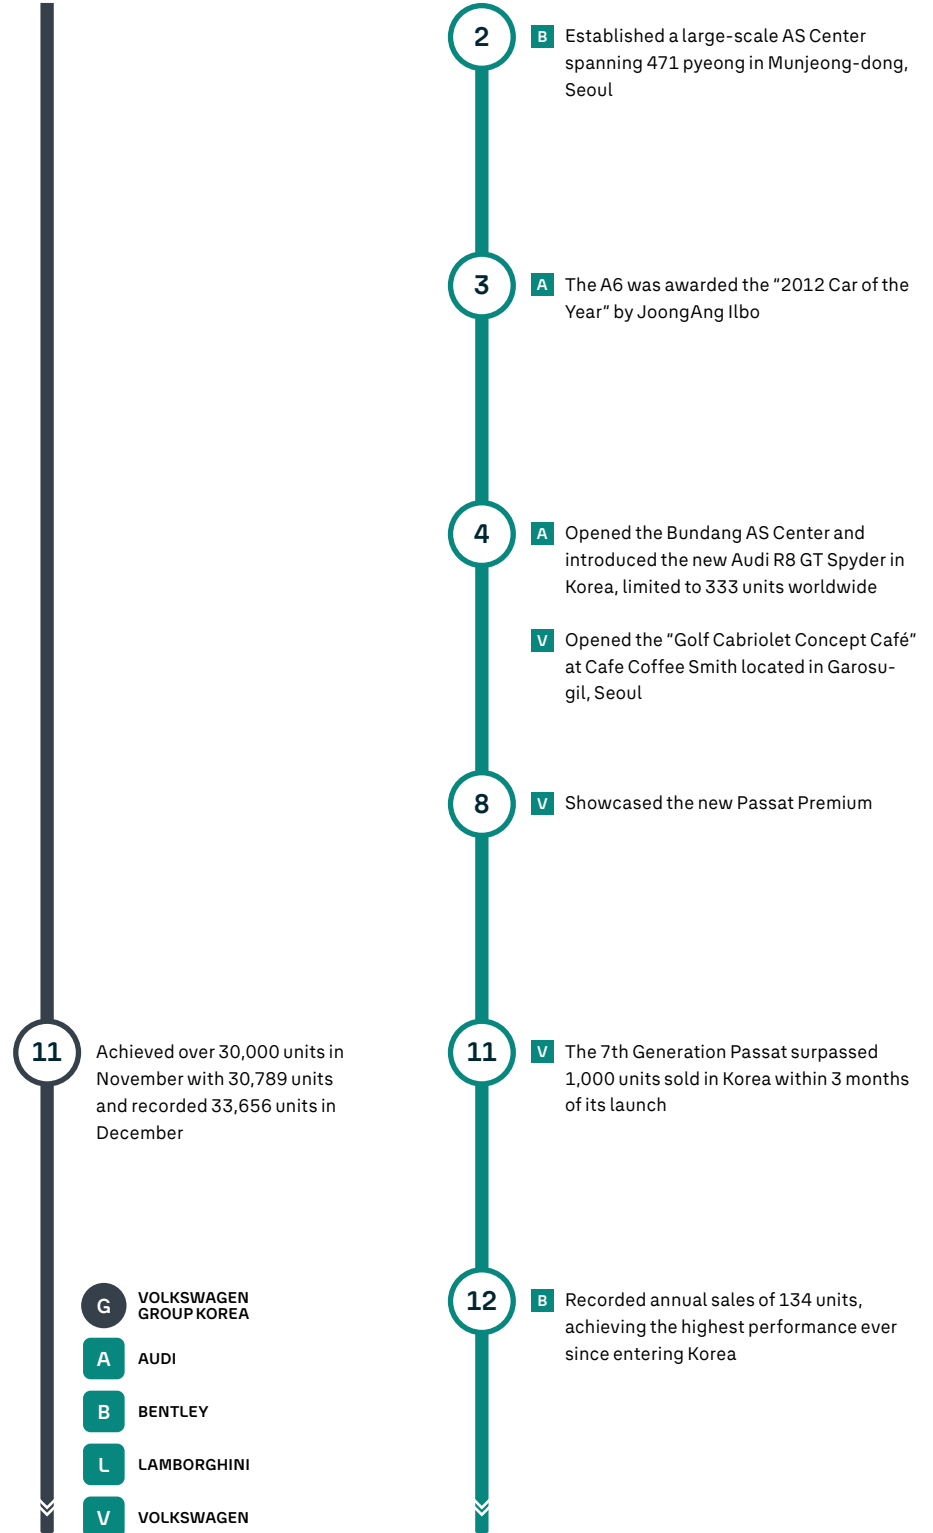 2
B Established a large-scale AS Center
spanning 471 pyeong in Munjeong-dong,
Seoul
3
A The A6 was awarded the “2012 Car of the
Year” by JoongAng Ilbo
4
A Opened the Bundang AS Center and
introduced the new Audi R8 GT Spyder in
Korea, limited to 333 units worldwide
V Opened the “Golf Cabriolet Concept Café”
at Cafe Coffee Smith located in Garosu-
gil, Seoul
8
V Showcased the new Passat Premium
11
Achieved over 30,000 units in
November with 30,789 units
and recorded 33,656 units in
December
11
V The 7th Generation Passat surpassed
1,000 units sold in Korea within 3 months
of its launch
12
B Recorded annual sales of 134 units,
achieving the highest performance ever
since entering Korea
G VOLKSWAGEN
GROUP KOREA
A AUDI
B BENTLEY
L LAMBORGHINI
V VOLKSWAGEN